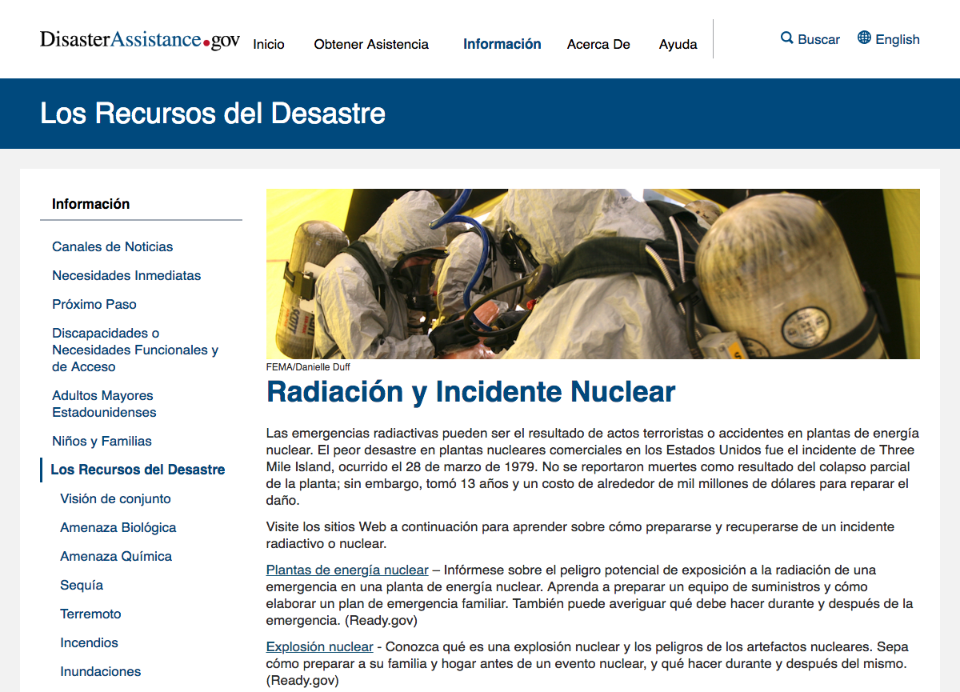 DisasterAssistance.gov
Inicio
Obtener Asistencia
Información
Acerca De
Ayuda
Buscar
English
Los Recursos del Desastre
Información
Canales de Noticias
Necesidades Inmediatas
Próximo Paso
Discapacidades o
Necesidades Funcionales y
de Acceso
Adultos Mayores
Estadounidenses
Niños y Familias
Los Recursos del Desastre
Visión de conjunto
Amenaza Biológica
Amenaza Química
Sequía
Terremoto
Incendios
Inundaciones
SCOTT
FEMA/Danielle Duff
Radiación y Incidente Nuclear
Las emergencias radiactivas pueden ser el resultado de actos terroristas o accidentes en plantas de energía
nuclear. El peor desastre en plantas nucleares comerciales en los Estados Unidos fue el incidente de Three
Mile Island, ocurrido el 28 de marzo de 1979. No se reportaron muertes como resultado del colapso parcial
de la planta; sin embargo, tomó 13 años y un costo de alrededor de mil millones de dólares para reparar el
daño.
Visite los sitios Web a continuación para aprender sobre cómo prepararse y recuperarse de un incidente
radiactivo o nuclear.
Plantas de energía nuclear – Infórmese sobre el peligro potencial de exposición a la radiación de una
emergencia en una planta de energía nuclear. Aprenda a preparar un equipo de suministros y cómo
elaborar un plan de emergencia familiar. También puede averiguar qué debe hacer durante y después de la
emergencia. (Ready.gov)
Explosión nuclear - Conozca qué es una explosión nuclear y los peligros de los artefactos nucleares. Sepa
cómo preparar a su familia y hogar antes de un evento nuclear, y qué hacer durante y después del mismo.
(Ready.gov)